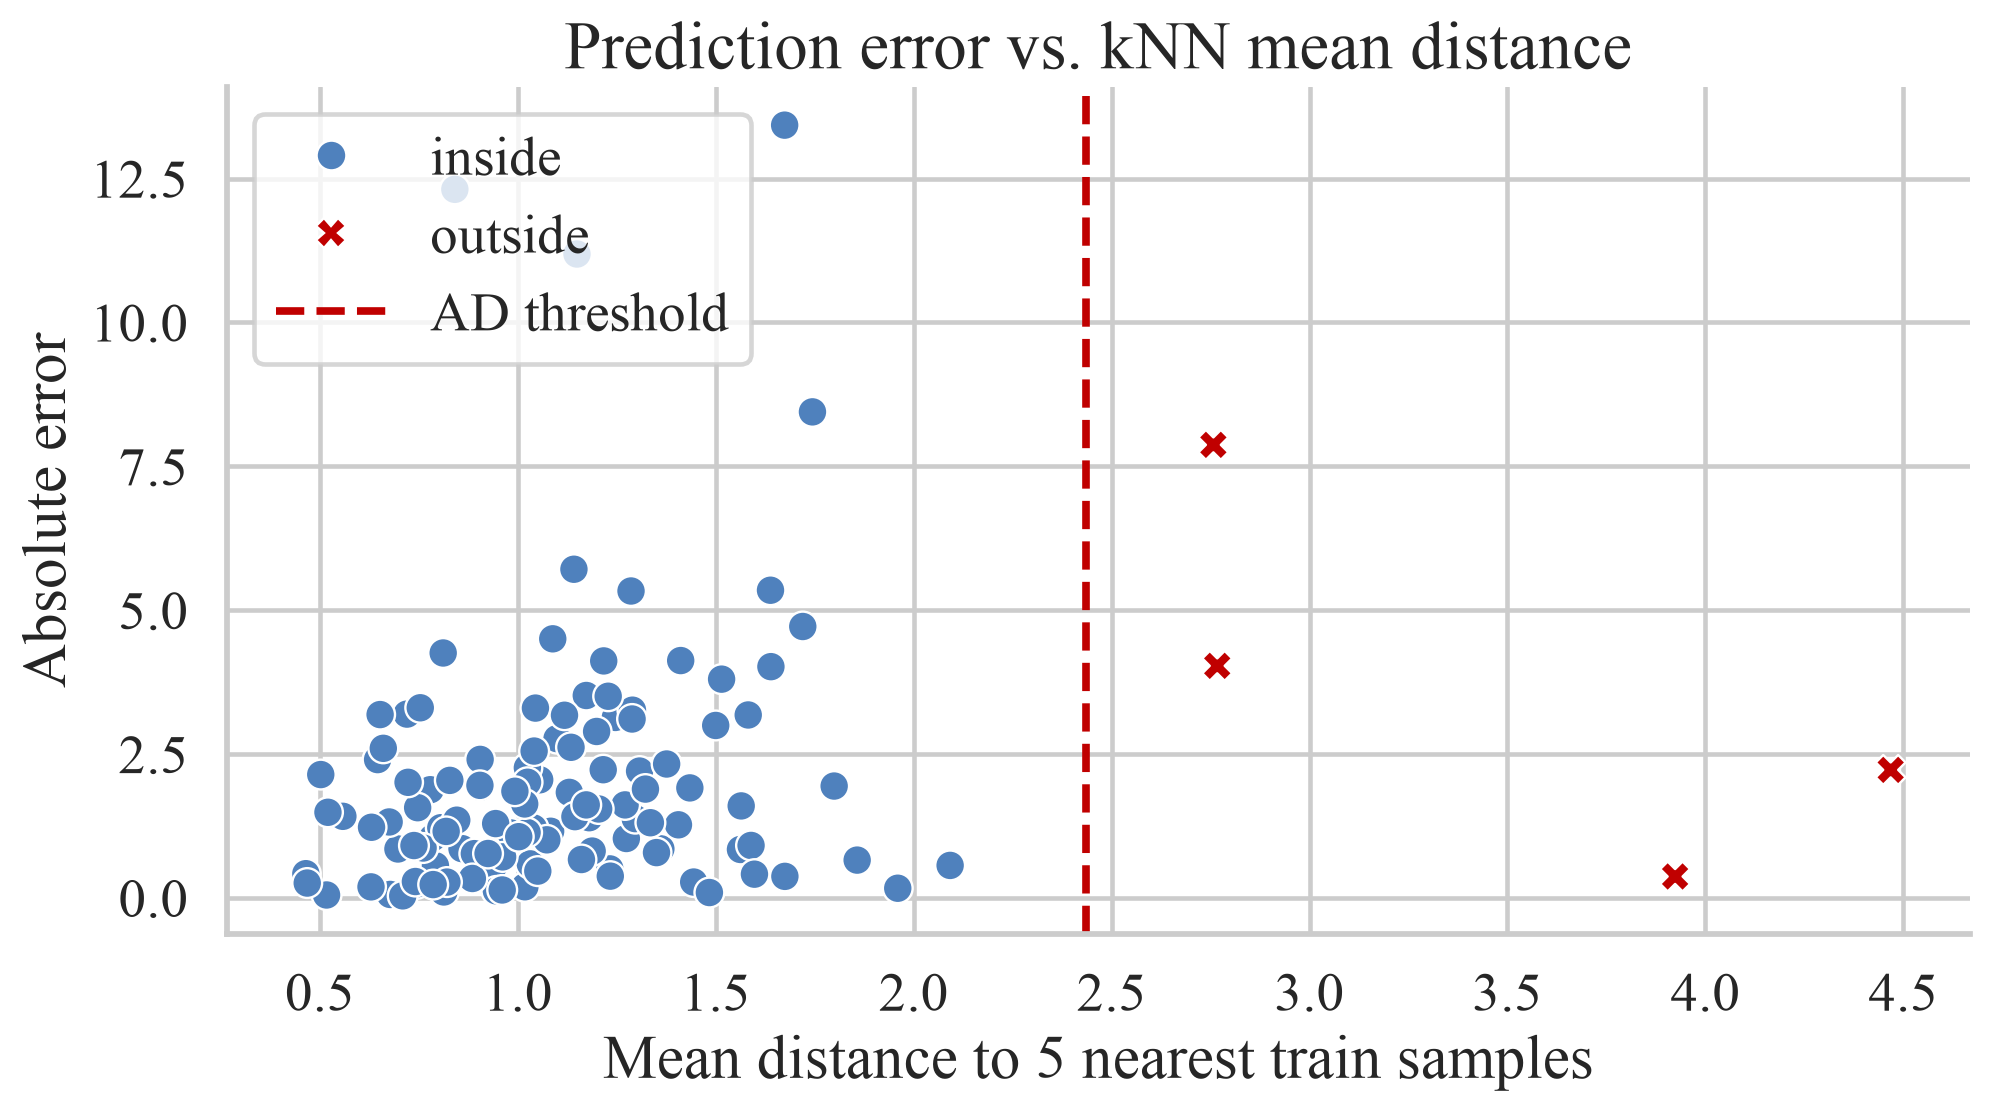 Prediction error vs. kNN mean distance
inside
outside
AD threshold
Absolute error
12.5
10.0
7.5
5.0
2.5
0.0
0.5 1.0 1.5 2.0 2.5 3.0 3.5 4.0 4.5
Mean distance to 5 nearest train samples